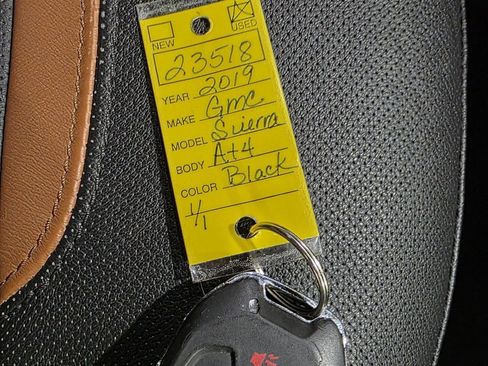 NEW USED
23518
YEAR 2019
MAKE Gmc
MODEL Sierra
BODY At4
COLOR Black
1/1